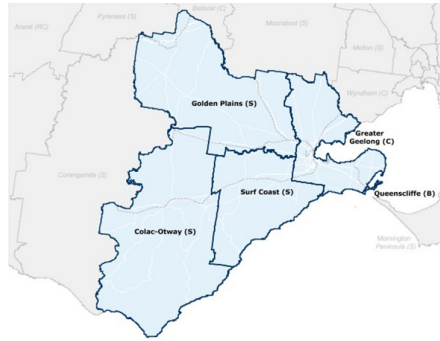 Ararat (RC)
Pyrenees (S)
Ballarat (C)
Moorabool (S)
Melton (S)
Wyndham (C)
Golden Plains (S)
Greater
Geelong (C)
Corangamite (S)
Queenscliffe (B)
Surf Coast (S)
Colac-Otway (S)
Mornington
Peninsula (S)